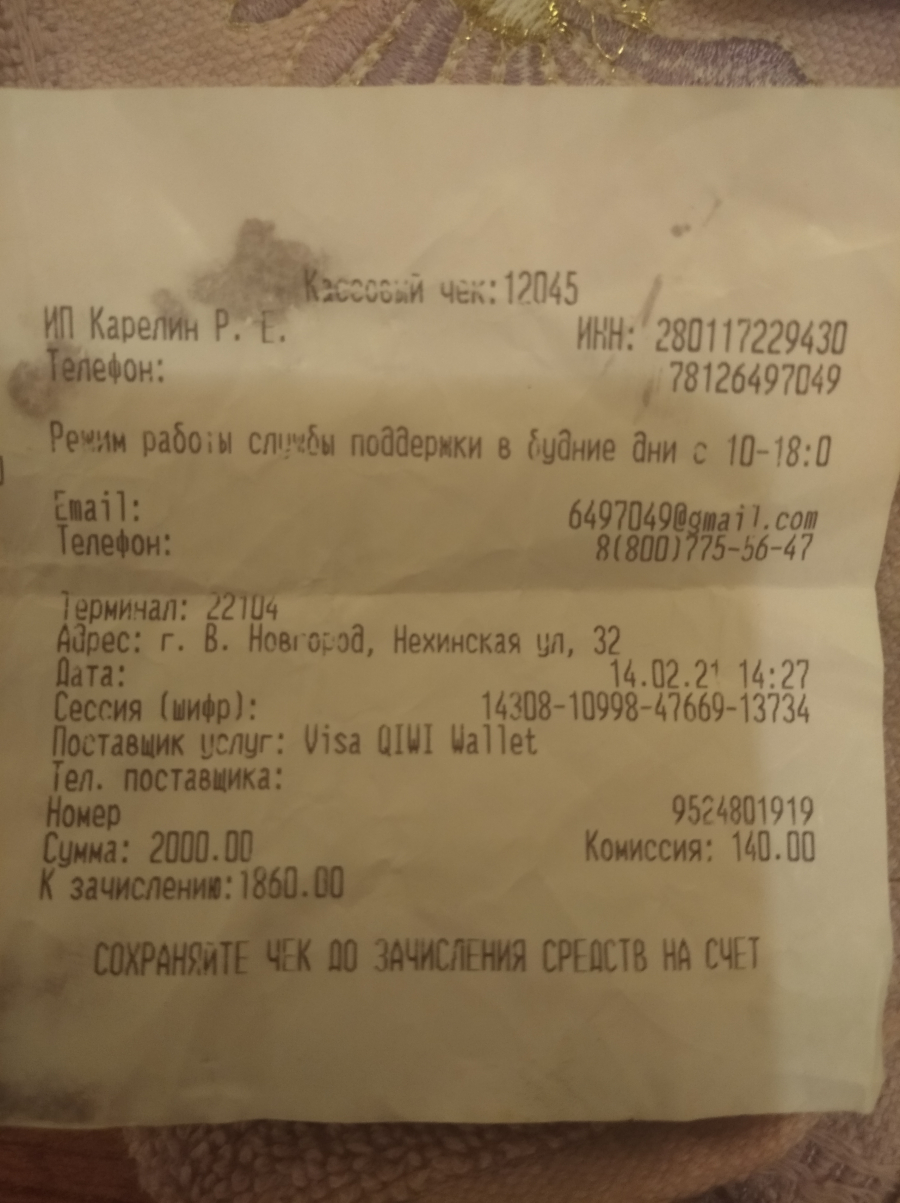 Кассовый чек:12045
ИП Карелин Р. Е. ИНН: 280117229430
Телефон: 78126497049
Режим работы службы поддержки в будние дни с 10-18:0
Email: 6497049@gmail.com
Телефон: 8(800)775-56-47
Терминал: 22104
Адрес: г. В. Новгород, Нехинская ул, 32
Дата: 14.02.21 14:27
Сессия (шифр): 14308-10998-47669-13734
Поставщик услуг: Visa QIWI Wallet
Тел. поставщика:
Номер 9524801919
Сумма: 2000.00 Комиссия: 140.00
К зачислению:1860.00
СОХРАНЯЙТЕ ЧЕК ДО ЗАЧИСЛЕНИЯ СРЕДСТВ НА СЧЕТ